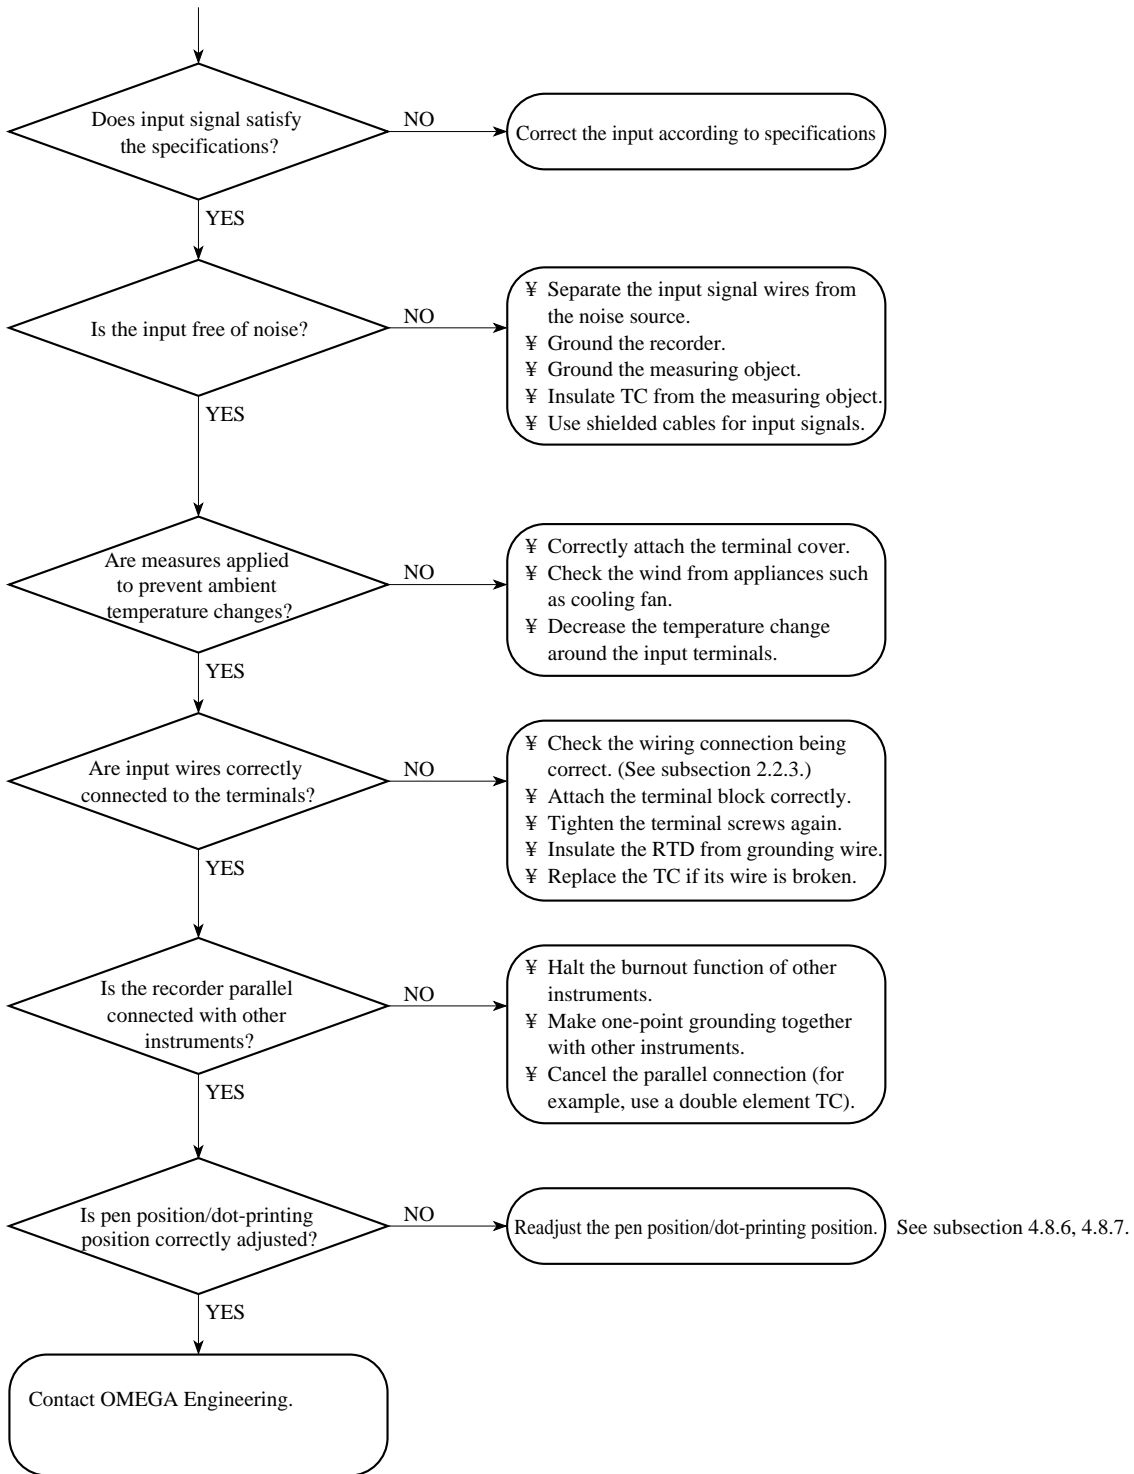 Does input signal satisfy
the specifications?
NO
Correct the input according to specifications
YES
Is the input free of noise?
NO
¥ Separate the input signal wires from
the noise source.
¥ Ground the recorder.
¥ Ground the measuring object.
¥ Insulate TC from the measuring object.
¥ Use shielded cables for input signals.
YES
Are measures applied
to prevent ambient
temperature changes?
NO
¥ Correctly attach the terminal cover.
¥ Check the wind from appliances such
as cooling fan.
¥ Decrease the temperature change
around the input terminals.
YES
Are input wires correctly
connected to the terminals?
NO
¥ Check the wiring connection being
correct. (See subsection 2.2.3.)
¥ Attach the terminal block correctly.
¥ Tighten the terminal screws again.
¥ Insulate the RTD from grounding wire.
¥ Replace the TC if its wire is broken.
YES
Is the recorder parallel
connected with other
instruments?
NO
¥ Halt the burnout function of other
instruments.
¥ Make one-point grounding together
with other instruments.
¥ Cancel the parallel connection (for
example, use a double element TC).
YES
Is pen position/dot-printing
position correctly adjusted?
NO
Readjust the pen position/dot-printing position.
See subsection 4.8.6, 4.8.7.
YES
Contact OMEGA Engineering.